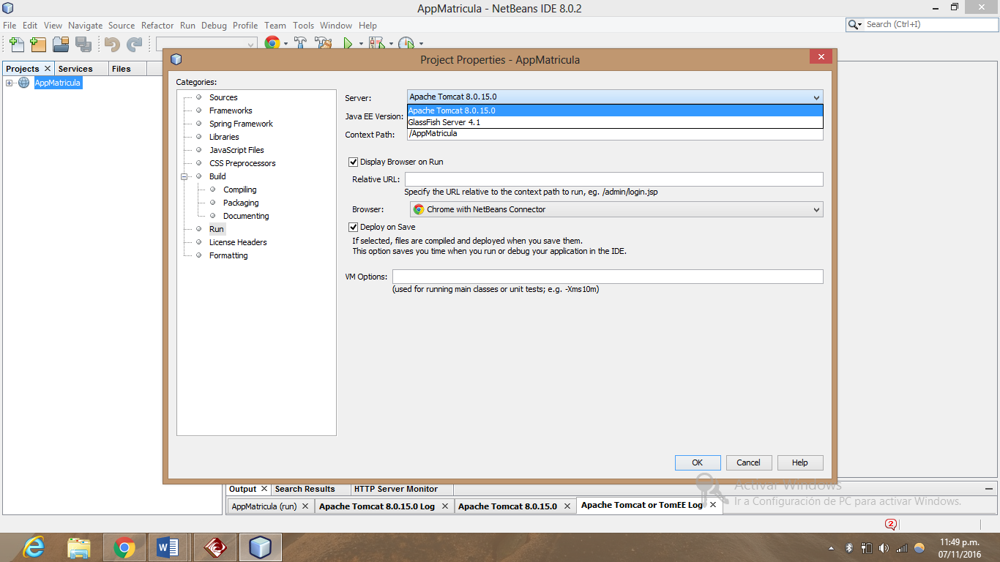 AppMatricula - NetBeans IDE 8.0.2
File Edit View Navigate Source Refactor Run Debug Profile Team Tools Window Help
Search (Ctrl+I)
Projects Services Files
AppMatricula
Project Properties - AppMatricula
Categories:
Sources
Frameworks
Spring Framework
Libraries
JavaScript Files
CSS Preprocessors
Build
Compiling
Packaging
Documenting
Run
License Headers
Formatting
Server: Apache Tomcat 8.0.15.0
Apache Tomcat 8.0.15.0
Java EE Version:
GlassFish Server 4.1
Context Path: /AppMatricula
Display Browser on Run
Relative URL:
Specify the URL relative to the context path to run, eg. /admin/login.jsp
Browser: Chrome with NetBeans Connector
Deploy on Save
If selected, files are compiled and deployed when you save them.
This option saves you time when you run or debug your application in the IDE.
VM Options:
(used for running main classes or unit tests; e.g. -Xms10m)
OK Cancel Help
Output Search Results HTTP Server Monitor
AppMatricula (run) Apache Tomcat 8.0.15.0 Log Apache Tomcat 8.0.15.0 Apache Tomcat or TomEE Log
Activar Windows
Ir a Configuración de PC para activar Windows.
2
11:49 p.m.
07/11/2016